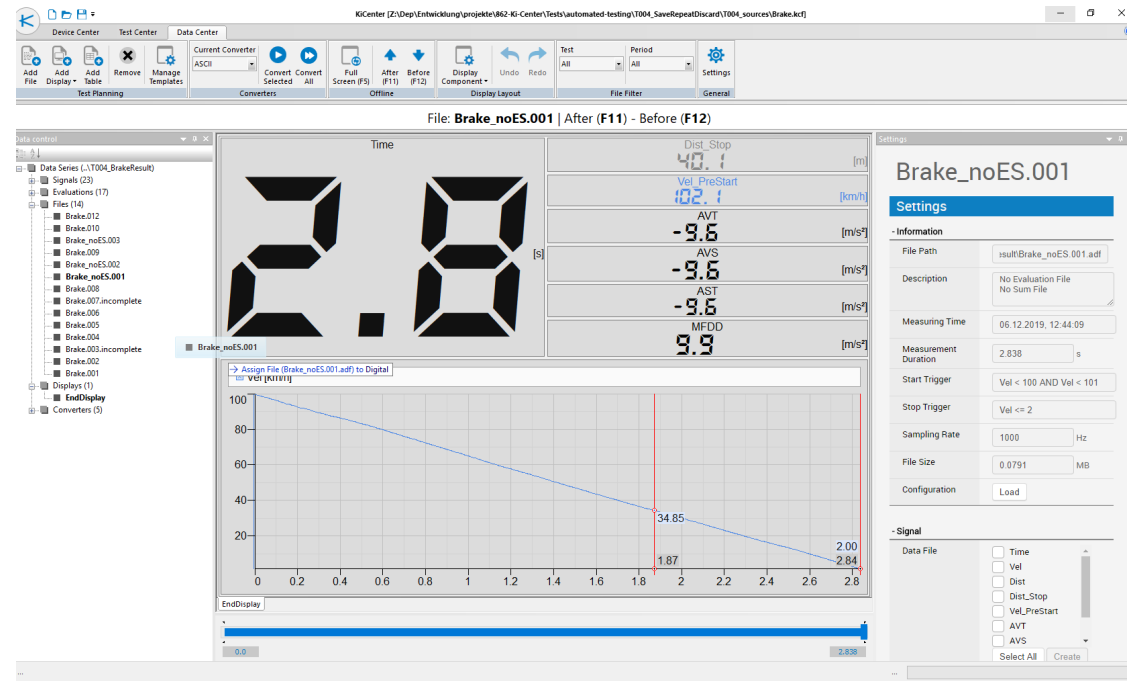 KiCenter [Z:\Dep\Entwicklung\projekte\862-Ki-Center\Tests\automated-testing\T004_SaveRepeatDiscard\T004_sources\Brake.kcf]
Device Center Test Center Data Center
Add File
Add Display
Add Table
Remove
Manage Templates
Test Planning
Current Converter
ASCII
Convert Selected
Convert All
Converters
Full Screen (F5)
After (F11)
Before (F12)
Offline
Display Component
Undo
Redo
Display Layout
Test
All
Period
All
File Filter
Settings
General
File: Brake_noES.001 | After (F11) - Before (F12)
Data control
Data Series (..\T004_BrakeResult)
Signals (23)
Evaluations (17)
Files (14)
Brake.012
Brake.010
Brake_noES.003
Brake.009
Brake_noES.002
Brake_noES.001
Brake.008
Brake.007.incomplete
Brake.006
Brake.005
Brake.004
Brake.003.incomplete
Brake.002
Brake.001
Displays (1)
EndDisplay
Converters (5)
Brake_noES.001
Time
2.8
[s]
Dist_Stop
40.1 [m]
Vel_PreStart
102.1 [km/h]
AVT
-9.6 [m/s²]
AVS
-9.6 [m/s²]
AST
-9.6 [m/s²]
MFDD
9.9 [m/s²]
Assign File (Brake_noES.001.adf) to Digital
Vel [km/h]
100
80
60
40
20
34.85
1.87
2.00
2.84
0 0.2 0.4 0.6 0.8 1 1.2 1.4 1.6 1.8 2 2.2 2.4 2.6 2.8
EndDisplay
0.0 2.838
Settings
Brake_noES.001
Settings
- Information
File Path
ısult\Brake_noES.001.adf
Description
No Evaluation File
No Sum File
Measuring Time
06.12.2019, 12:44:09
Measurement Duration
2.838 s
Start Trigger
Vel < 100 AND Vel < 101
Stop Trigger
Vel <= 2
Sampling Rate
1000 Hz
File Size
0.0791 MB
Configuration
Load
- Signal
Data File
Time
Vel
Dist
Dist_Stop
Vel_PreStart
AVT
AVS
Select All Create
...
...